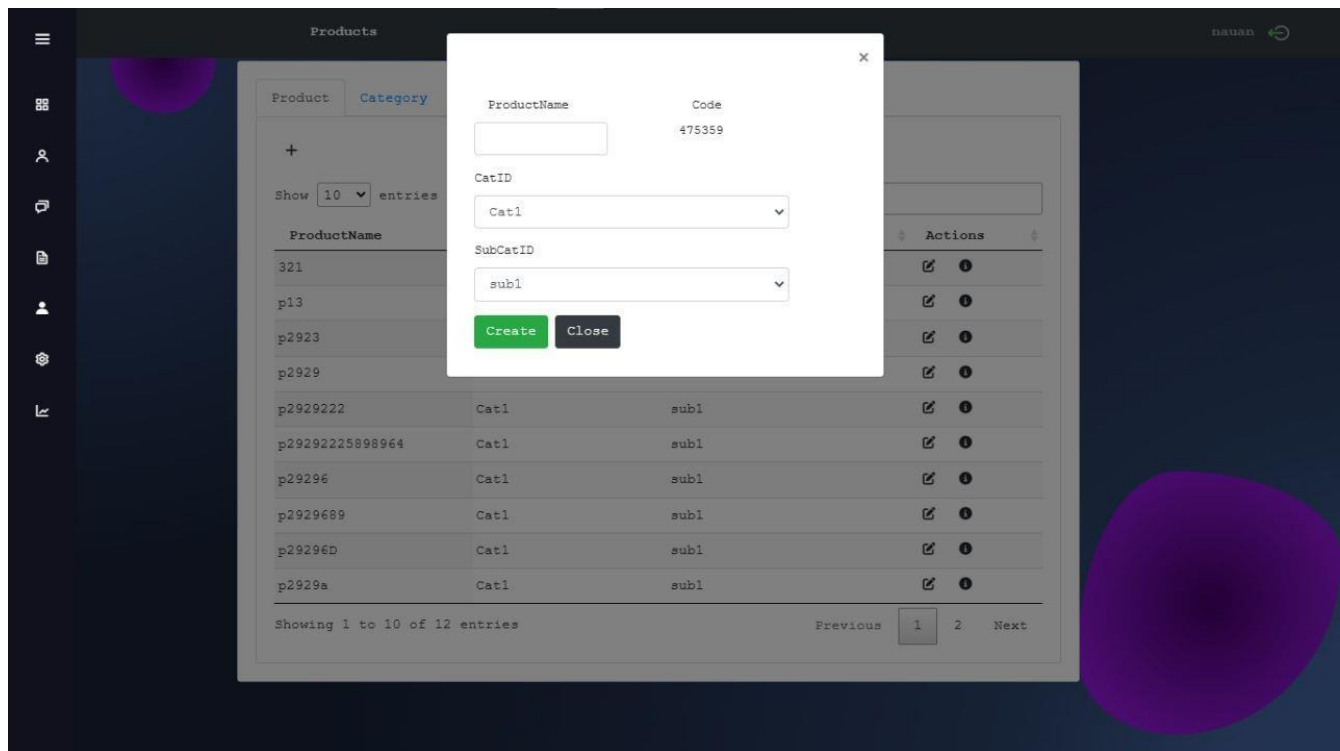 Products
nauan
×
Product Category
ProductName Code
475359
+
CatID
Show 10 entries
Cat1
ProductName Actions
SubCatID
321
sub1
p13
Create Close
p2923
p2929
p2929222 Cat1 sub1
p29292225898964 Cat1 sub1
p29296 Cat1 sub1
p2929689 Cat1 sub1
p29296D Cat1 sub1
p2929a Cat1 sub1
Showing 1 to 10 of 12 entries Previous 1 2 Next